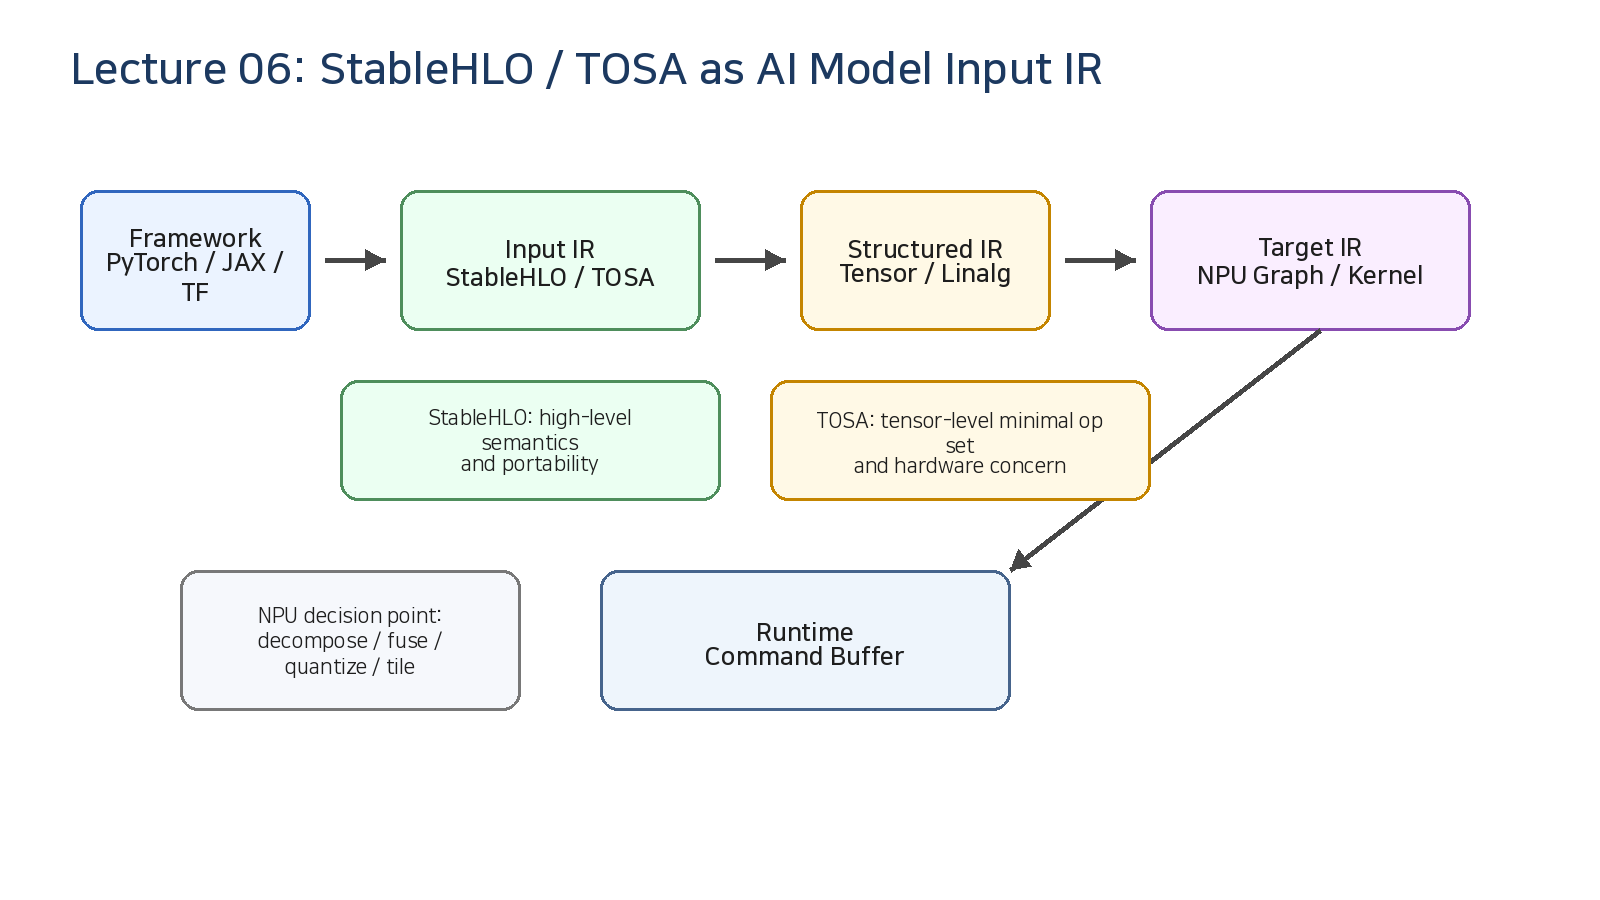 Lecture 06: StableHLO / TOSA as AI Model Input IR
Framework
PyTorch / JAX /
TF
Input IR
StableHLO / TOSA
Structured IR
Tensor / Linalg
Target IR
NPU Graph / Kernel
StableHLO: high-level
semantics
and portability
TOSA: tensor-level minimal op
set
and hardware concern
NPU decision point:
decompose / fuse /
quantize / tile
Runtime
Command Buffer